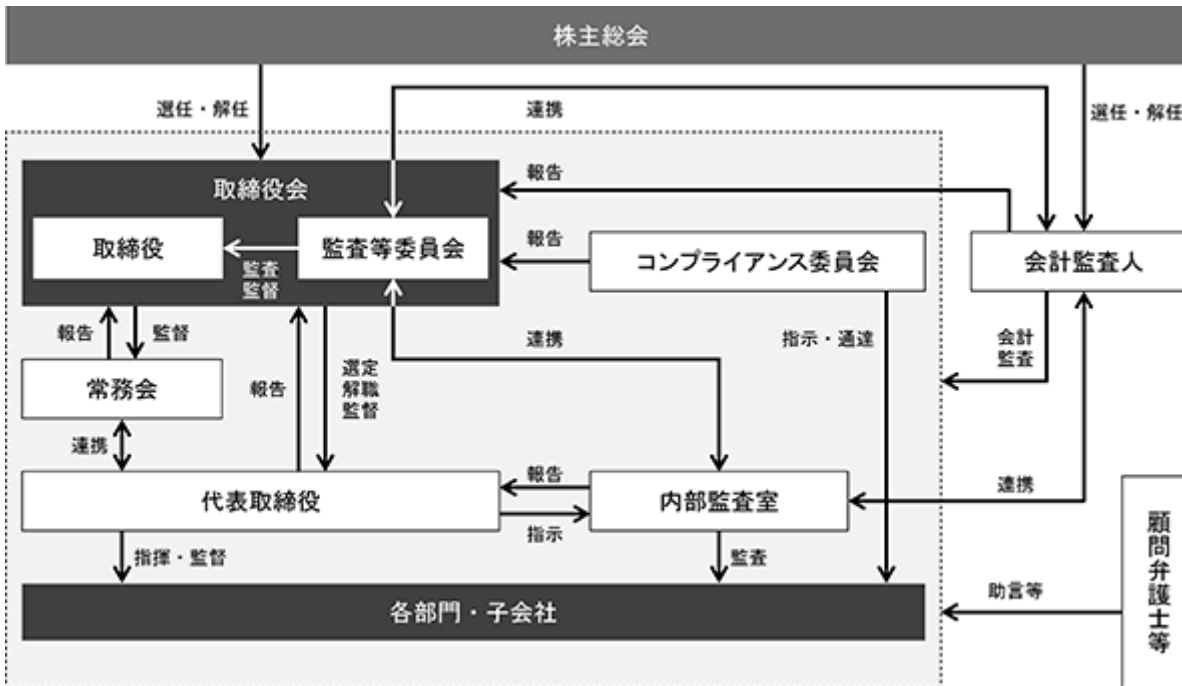 株主総会
選任・解任
連携
選任・解任
取締役会
報告
取締役
監査等委員会
監査
監督
報告
コンプライアンス委員会
会計監査人
報告
監督
連携
指示・通達
会計
監査
常務会
報告
選定
解職
監督
連携
代表取締役
報告
指示
内部監査室
連携
指揮・監督
監査
各部門・子会社
助言等
顧問弁護士等